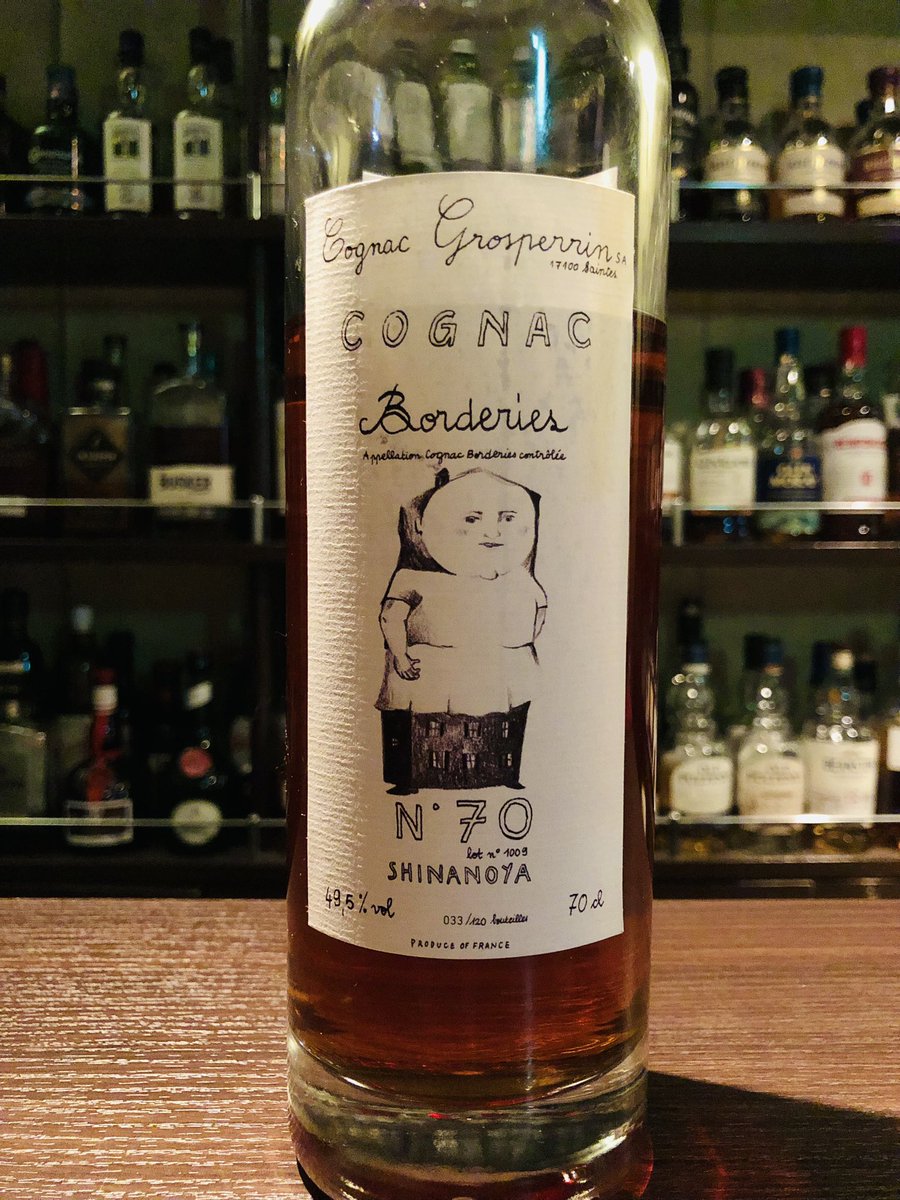 Cognac Grosperrin SA
17100 Saintes
COGNAC
Borderies
Appellation Cognac Borderies contrôlée
N° 70
lot n° 1009
SHINANOYA
49,5% vol
70 cl
033/120 bouteilles
PRODUCE OF FRANCE